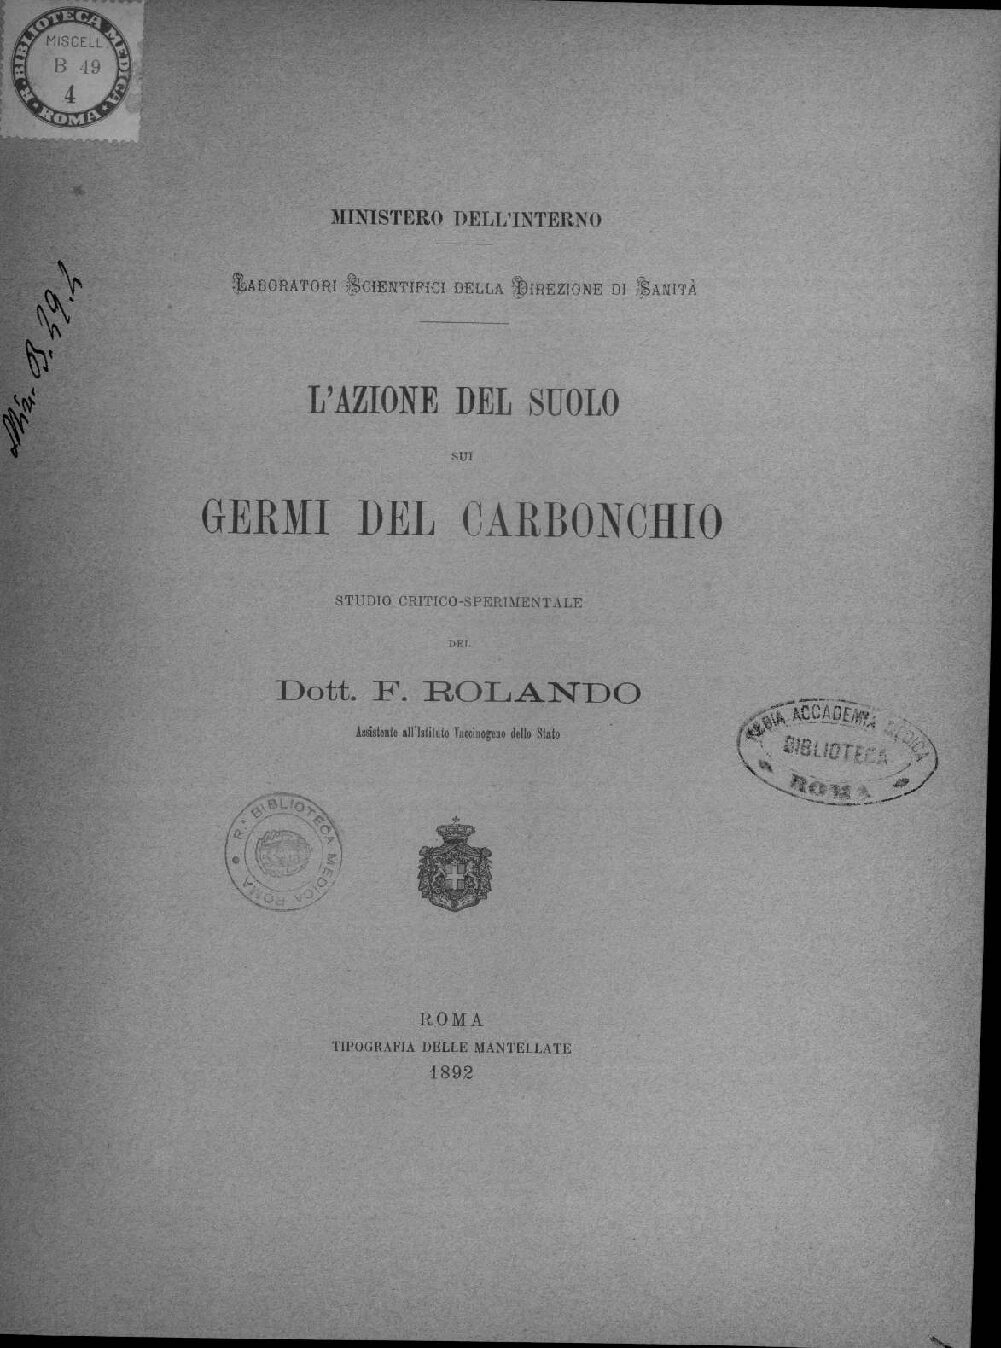 BIBLIOTECA MEDICA
MISCELL
B 49
4
ROMA
MINISTERO DELL'INTERNO
LABORATORI SCIENTIFICI DELLA DIREZIONE DI SANITÀ
L'AZIONE DEL SUOLO
SUI
GERMI DEL CARBONCHIO
STUDIO CRITICO-SPERIMENTALE
DEL
Dott. F. ROLANDO
Assistente all'Istituto Vaccinogeno dello Stato
ACCADEMIA MEDICA
BIBLIOTECA
ROMA
R.A BIBLIOTECA MEDICA ROMA
ROMA
TIPOGRAFIA DELLE MANTELLATE
1892